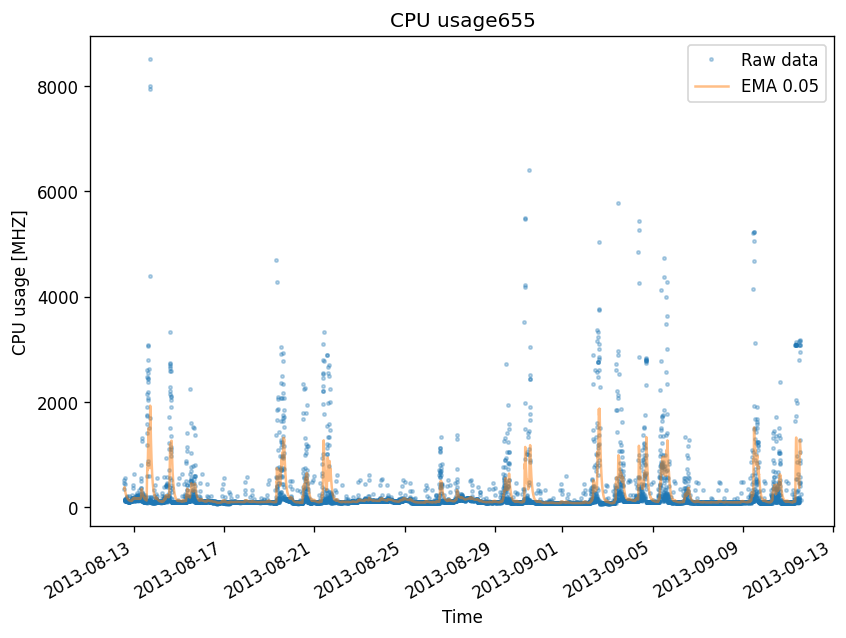 CPU usage655
Raw data
EMA 0.05
CPU usage [MHZ]
8000
6000
4000
2000
0
2013-08-13
2013-08-17
2013-08-21
2013-08-25
2013-08-29
2013-09-01
2013-09-05
2013-09-09
2013-09-13
Time